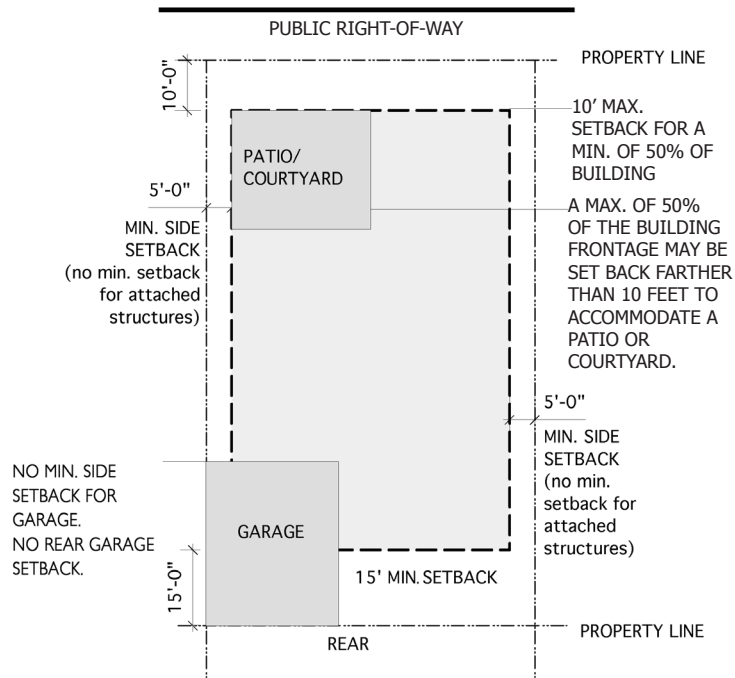 PUBLIC RIGHT-OF-WAY
PROPERTY LINE
10'-0"
10' MAX.
SETBACK FOR A
MIN. OF 50% OF
BUILDING
PATIO/
COURTYARD
5'-0"
MIN. SIDE
SETBACK
(no min. setback
for attached
structures)
A MAX. OF 50%
OF THE BUILDING
FRONTAGE MAY BE
SET BACK FARTHER
THAN 10 FEET TO
ACCOMMODATE A
PATIO OR
COURTYARD.
5'-0"
MIN. SIDE
SETBACK
(no min.
setback for
attached
structures)
NO MIN. SIDE
SETBACK FOR
GARAGE.
NO REAR GARAGE
SETBACK.
GARAGE
15'-0"
15' MIN. SETBACK
PROPERTY LINE
REAR